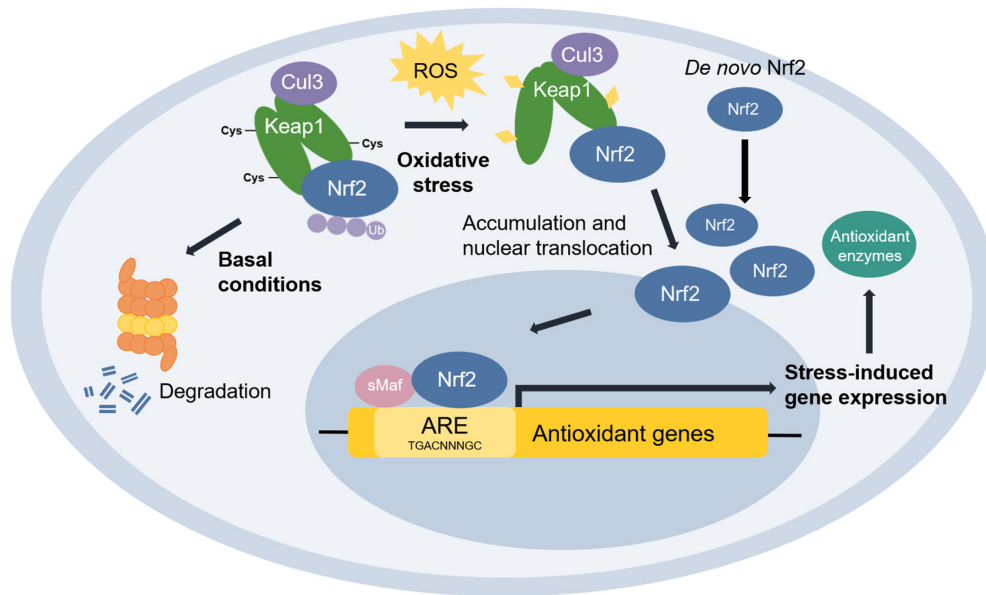 Cul3
Keap1
Cys
Cys
Cys
Nrf2
Ub
ROS
Oxidative
stress
Cul3
Keap1
Nrf2
De novo Nrf2
Nrf2
Nrf2
Nrf2
Nrf2
Accumulation and
nuclear translocation
Antioxidant
enzymes
Basal
conditions
Degradation
sMaf
Nrf2
ARE
TGACNNNGC
Antioxidant genes
Stress-induced
gene expression